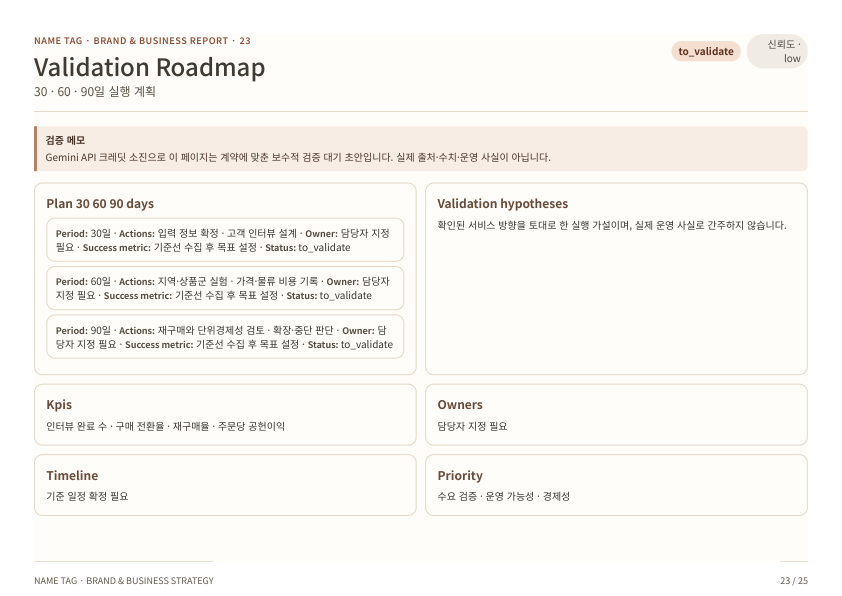 NAME TAG · BRAND & BUSINESS REPORT · 23
to_validate
신뢰도 ·
low
Validation Roadmap
30 · 60 · 90일 실행 계획
검증 메모
Gemini API 크레딧 소진으로 이 페이지는 계약에 맞춘 보수적 검증 대기 초안입니다. 실제 출처·수치·운영 사실이 아닙니다.
Plan 30 60 90 days
Period: 30일 · Actions: 입력 정보 확정 · 고객 인터뷰 설계 · Owner: 담당자 지정
필요 · Success metric: 기준선 수집 후 목표 설정 · Status: to_validate
Period: 60일 · Actions: 지역·상품군 실험 · 가격·물류 비용 기록 · Owner: 담당자
지정 필요 · Success metric: 기준선 수집 후 목표 설정 · Status: to_validate
Period: 90일 · Actions: 재구매와 단위경제성 검토 · 확장·중단 판단 · Owner: 담
당자 지정 필요 · Success metric: 기준선 수집 후 목표 설정 · Status: to_validate
Validation hypotheses
확인된 서비스 방향을 토대로 한 실행 가설이며, 실제 운영 사실로 간주하지 않습니다.
Kpis
인터뷰 완료 수 · 구매 전환율 · 재구매율 · 주문당 공헌이익
Owners
담당자 지정 필요
Timeline
기준 일정 확정 필요
Priority
수요 검증 · 운영 가능성 · 경제성
NAME TAG · BRAND & BUSINESS STRATEGY
23 / 25